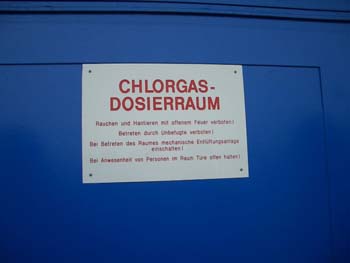 CHLORGAS-
DOSIERRAUM
Rauchen und Hantieren mit offenem Feuer verboten!
Betreten durch Unbefugte verboten!
Bei Betreten des Raumes mechanische Entlüftungsanlage
einschalten!
Bei Anwesenheit von Personen im Raum Türe offen halten!